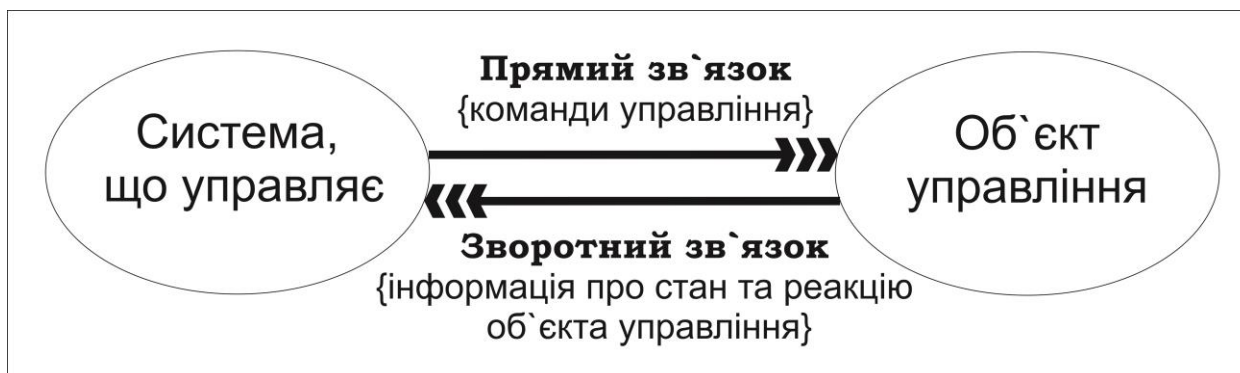 Прямий зв`язок
{команди управління}
Система,
що управляє
Об`єкт
управління
Зворотний зв`язок
{інформація про стан та реакцію
об`єкта управління}